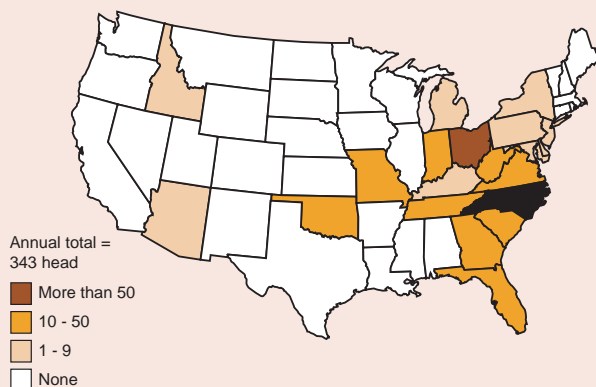 Annual total =
343 head
More than 50
10 - 50
1 - 9
None